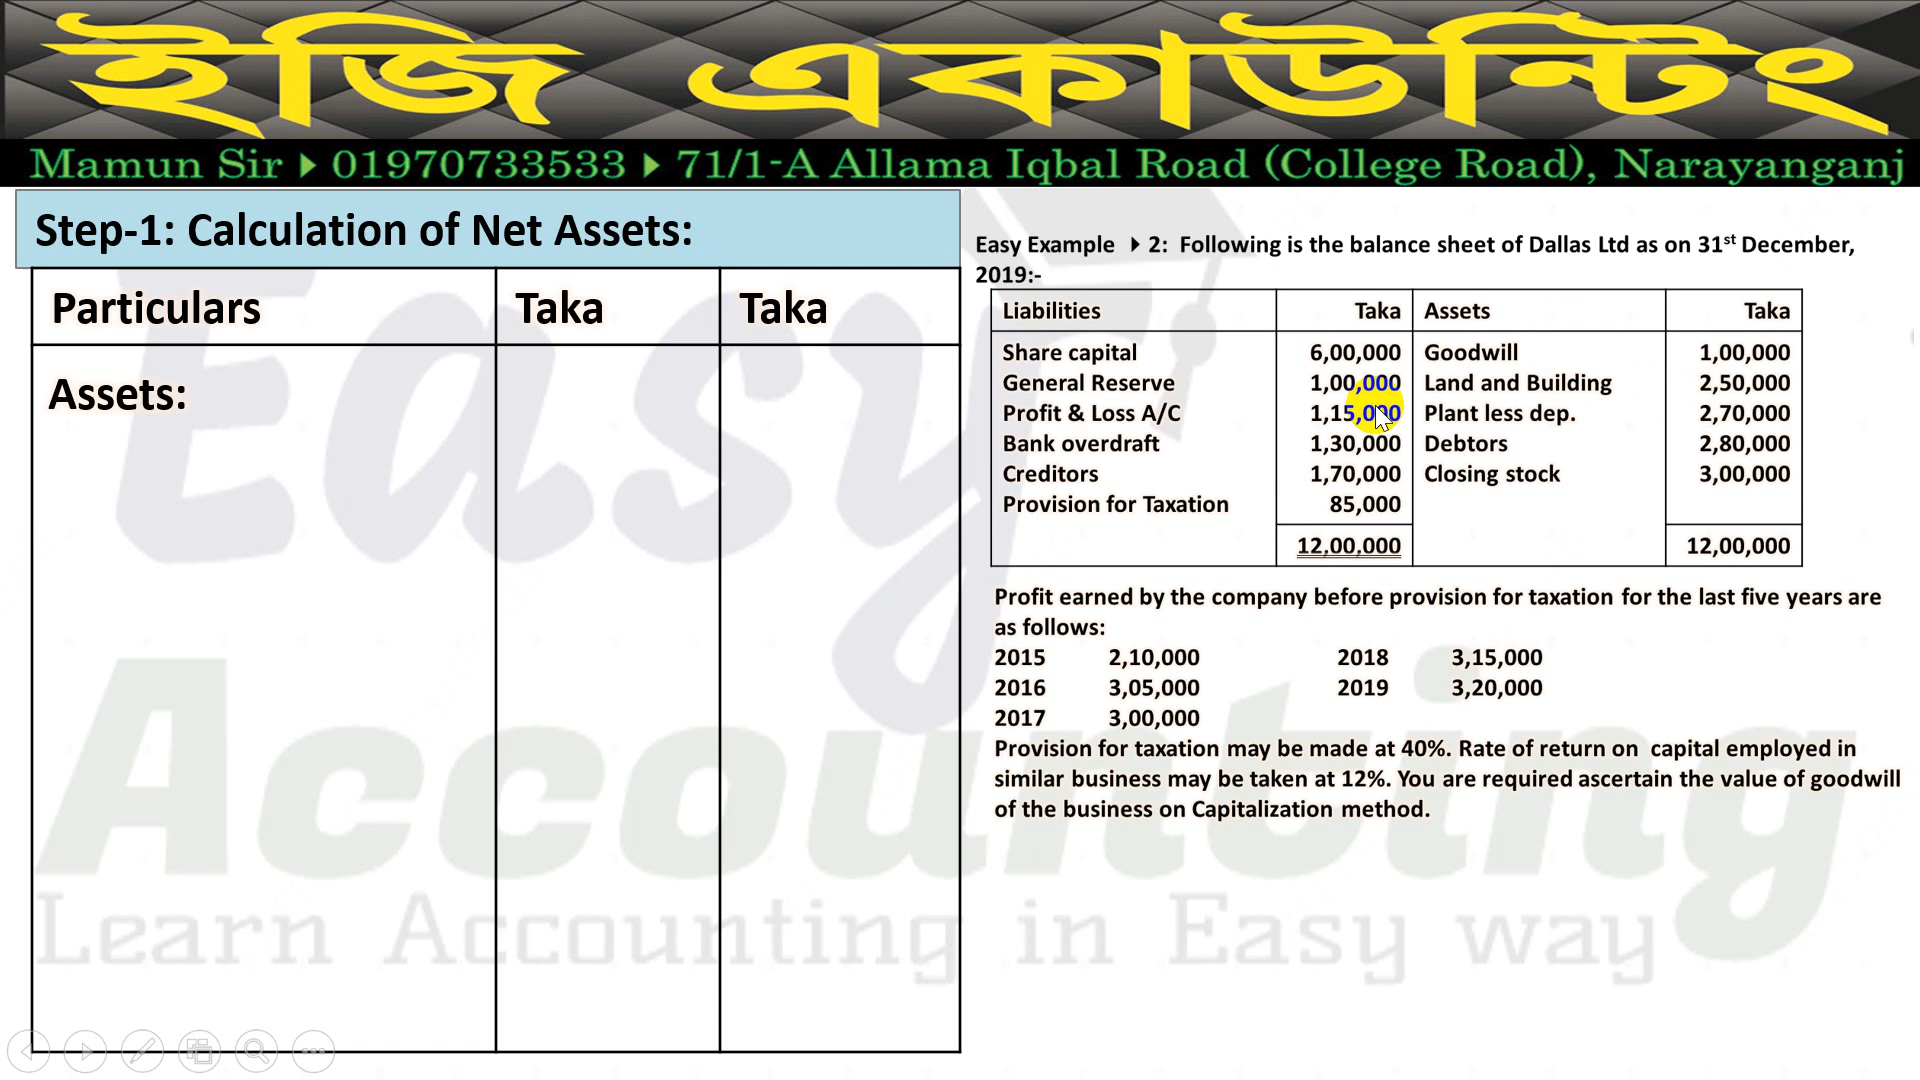 ইজি একাউন্টিং
Mamun Sir ▶ 01970733533 ▶ 71/1-A Allama Iqbal Road (College Road), Narayanganj
Step-1: Calculation of Net Assets:
Particulars Taka Taka
Assets:
Easy Example ▶ 2: Following is the balance sheet of Dallas Ltd as on 31st December,
2019:-
Liabilities Taka Assets Taka
Share capital 6,00,000 Goodwill 1,00,000
General Reserve 1,00,000 Land and Building 2,50,000
Profit & Loss A/C 1,15,000 Plant less dep. 2,70,000
Bank overdraft 1,30,000 Debtors 2,80,000
Creditors 1,70,000 Closing stock 3,00,000
Provision for Taxation 85,000
12,00,000 12,00,000
Profit earned by the company before provision for taxation for the last five years are
as follows:
2015 2,10,000 2018 3,15,000
2016 3,05,000 2019 3,20,000
2017 3,00,000
Provision for taxation may be made at 40%. Rate of return on capital employed in
similar business may be taken at 12%. You are required ascertain the value of goodwill
of the business on Capitalization method.
Easy
Accounting
Learn Accounting in Easy way